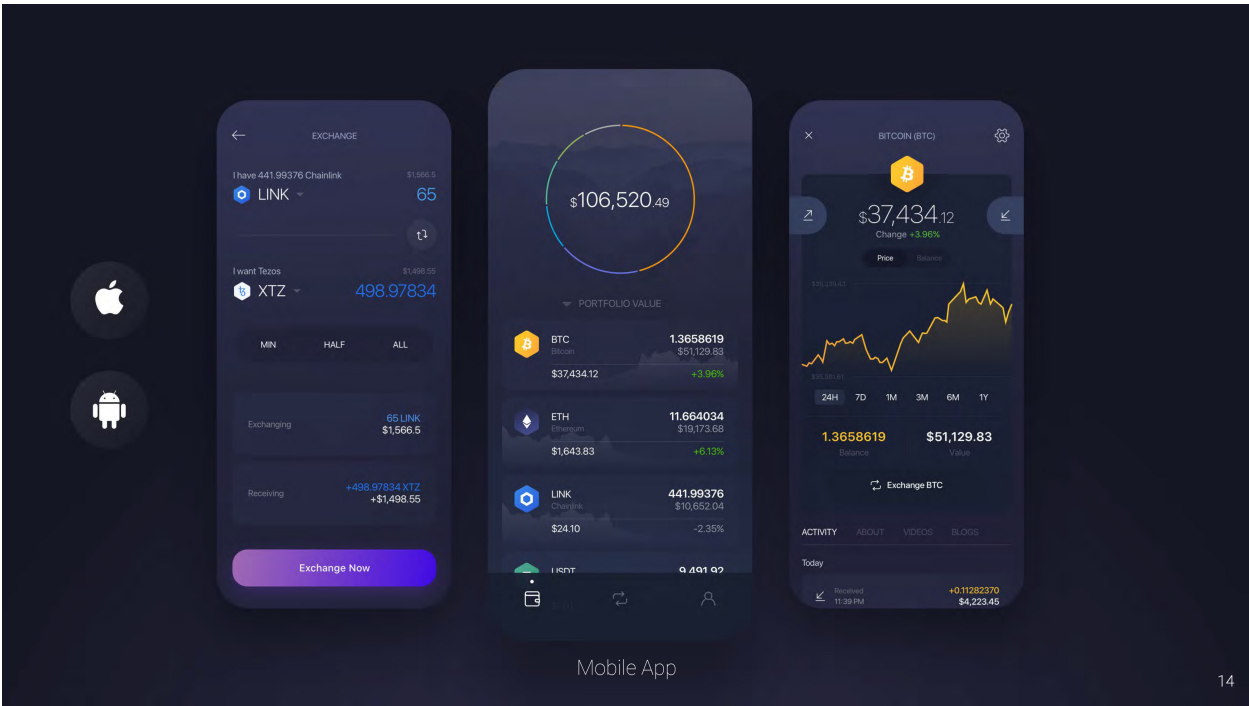 EXCHANGE
I have 441.99376 Chainlink $1,566.5
LINK 65
I want Tezos $1,498.55
XTZ 498.97834
MIN HALF ALL
Exchanging 65 LINK
$1,566.5
Receiving +498.97834 XTZ
+$1,498.55
Exchange Now
$106,520.49
PORTFOLIO VALUE
BTC 1.3658619
Bitcoin $51,129.83
$37,434.12 +3.96%
ETH 11.664034
Ethereum $19,173.68
$1,643.83 +6.13%
LINK 441.99376
Chainlink $10,652.04
$24.10 -2.35%
USDT 9,491.92
BITCOIN (BTC)
$37,434.12
Change +3.96%
Price Balance
24H 7D 1M 3M 6M 1Y
1.3658619 $51,129.83
Balance Value
Exchange BTC
ACTIVITY ABOUT VIDEOS BLOGS
Today
Received +0.11282370
11:39 PM $4,223.45
Mobile App
14